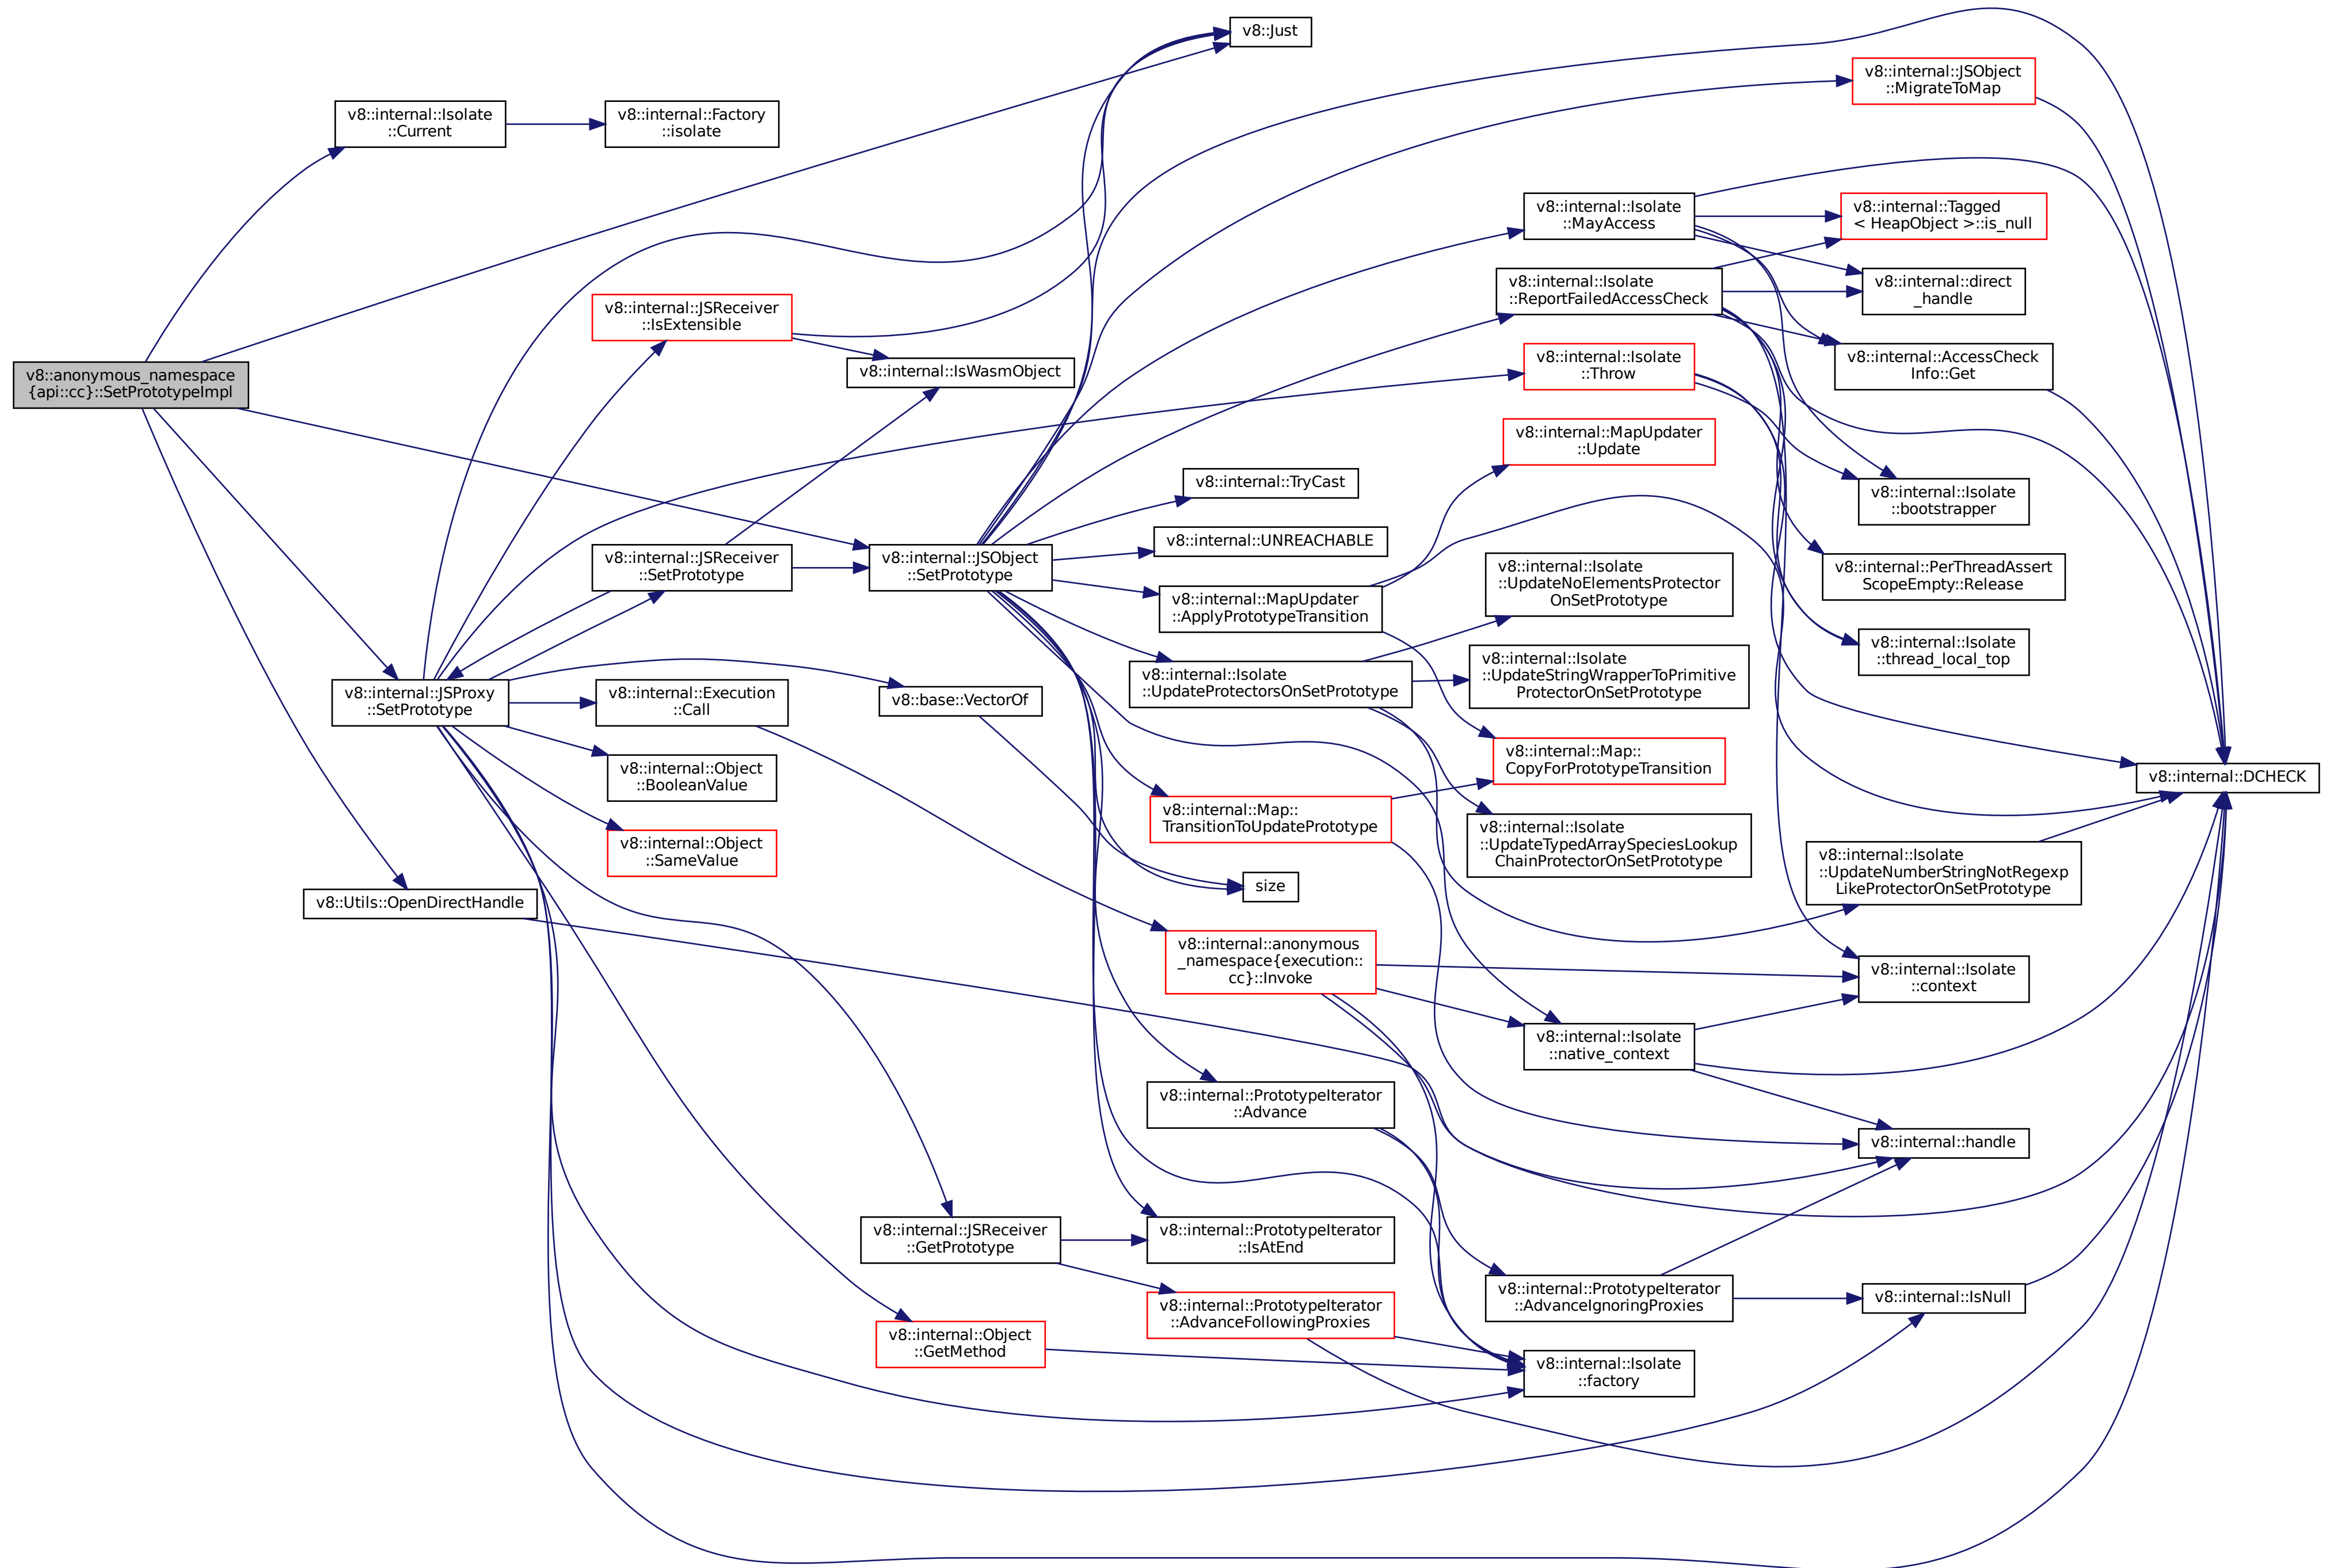 v8::anonymous_namespace
{api::cc}::SetPrototypeImpl
v8::internal::Isolate
::Current
v8::internal::Factory
::isolate
v8::Just
v8::internal::JSProxy
::SetPrototype
v8::Utils::OpenDirectHandle
v8::internal::JSReceiver
::IsExtensible
v8::internal::IsWasmObject
v8::internal::JSReceiver
::SetPrototype
v8::internal::JSObject
::SetPrototype
v8::base::VectorOf
v8::internal::Execution
::Call
v8::internal::Object
::BooleanValue
v8::internal::Object
::SameValue
v8::internal::JSReceiver
::GetPrototype
v8::internal::Object
::GetMethod
v8::internal::TryCast
v8::internal::UNREACHABLE
v8::internal::MapUpdater
::ApplyPrototypeTransition
v8::internal::Isolate
::UpdateProtectorsOnSetPrototype
v8::internal::Map::
TransitionToUpdatePrototype
size
v8::internal::anonymous
_namespace{execution::
cc}::Invoke
v8::internal::PrototypeIterator
::Advance
v8::internal::PrototypeIterator
::IsAtEnd
v8::internal::PrototypeIterator
::AdvanceFollowingProxies
v8::internal::Isolate
::MayAccess
v8::internal::Isolate
::ReportFailedAccessCheck
v8::internal::Isolate
::Throw
v8::internal::MapUpdater
::Update
v8::internal::Isolate
::UpdateNoElementsProtector
OnSetPrototype
v8::internal::Isolate
::UpdateStringWrapperToPrimitive
ProtectorOnSetPrototype
v8::internal::Map::
CopyForPrototypeTransition
v8::internal::Isolate
::UpdateTypedArraySpeciesLookup
ChainProtectorOnSetPrototype
v8::internal::Isolate
::native_context
v8::internal::PrototypeIterator
::AdvanceIgnoringProxies
v8::internal::Isolate
::factory
v8::internal::JSObject
::MigrateToMap
v8::internal::Tagged
< HeapObject >::is_null
v8::internal::direct
_handle
v8::internal::AccessCheck
Info::Get
v8::internal::Isolate
::bootstrapper
v8::internal::PerThreadAssert
ScopeEmpty::Release
v8::internal::Isolate
::thread_local_top
v8::internal::Isolate
::UpdateNumberStringNotRegexp
LikeProtectorOnSetPrototype
v8::internal::Isolate
::context
v8::internal::handle
v8::internal::IsNull
v8::internal::DCHECK